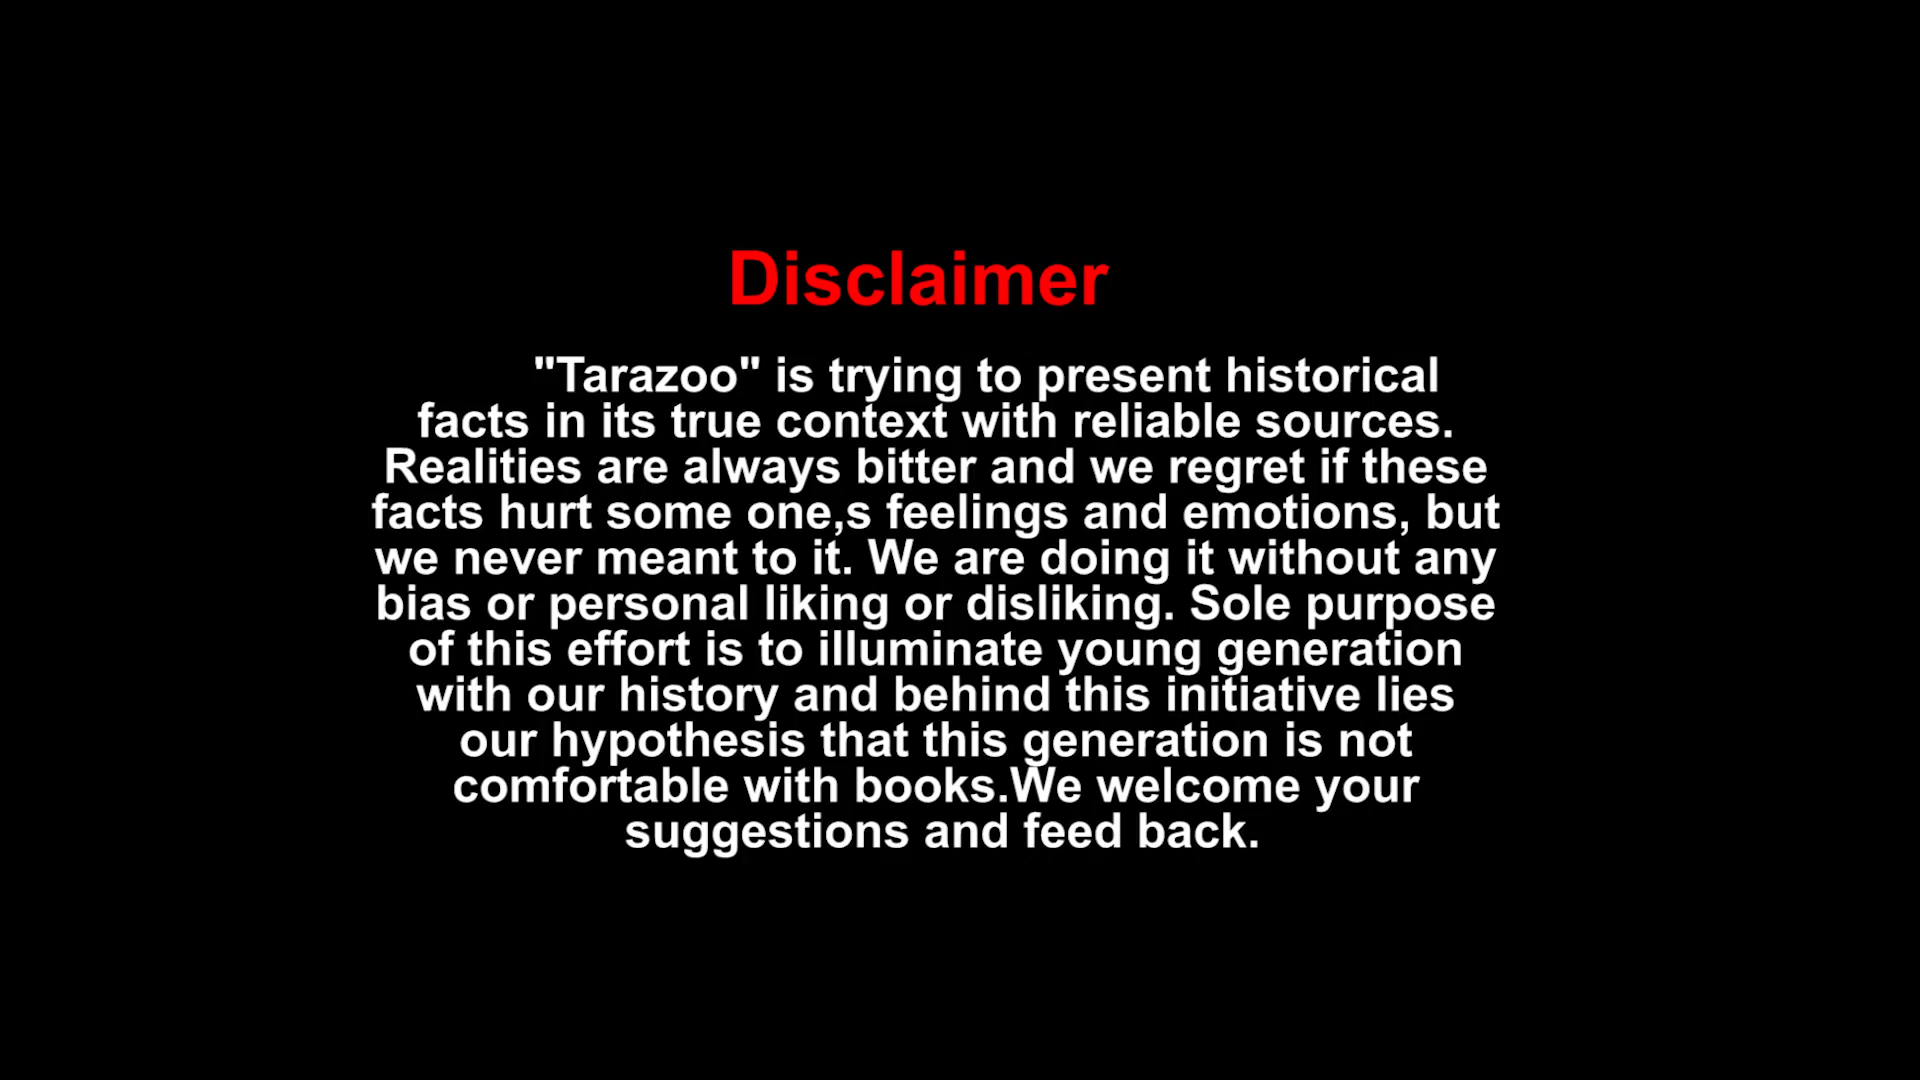 Disclaimer
"Tarazoo" is trying to present historical
facts in its true context with reliable sources.
Realities are always bitter and we regret if these
facts hurt some one,s feelings and emotions, but
we never meant to it. We are doing it without any
bias or personal liking or disliking. Sole purpose
of this effort is to illuminate young generation
with our history and behind this initiative lies
our hypothesis that this generation is not
comfortable with books.We welcome your
suggestions and feed back.